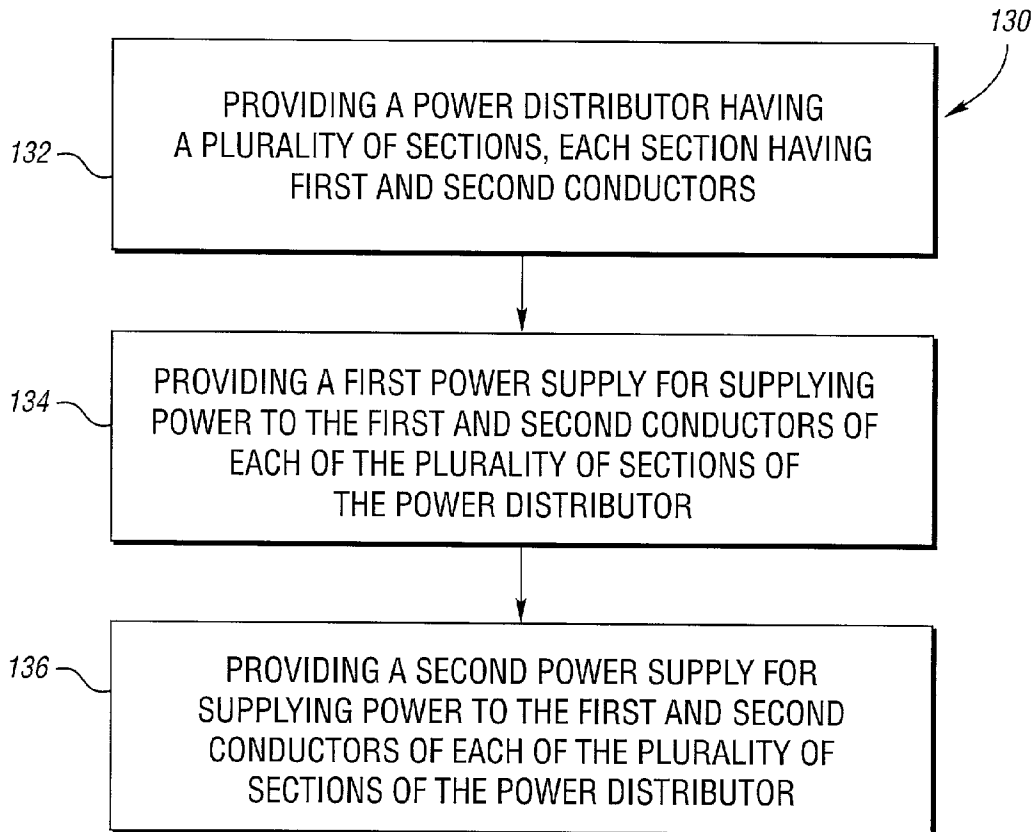 130
132
PROVIDING A POWER DISTRIBUTOR HAVING
A PLURALITY OF SECTIONS, EACH SECTION HAVING
FIRST AND SECOND CONDUCTORS
134
PROVIDING A FIRST POWER SUPPLY FOR SUPPLYING
POWER TO THE FIRST AND SECOND CONDUCTORS OF
EACH OF THE PLURALITY OF SECTIONS OF
THE POWER DISTRIBUTOR
136
PROVIDING A SECOND POWER SUPPLY FOR
SUPPLYING POWER TO THE FIRST AND SECOND
CONDUCTORS OF EACH OF THE PLURALITY OF
SECTIONS OF THE POWER DISTRIBUTOR